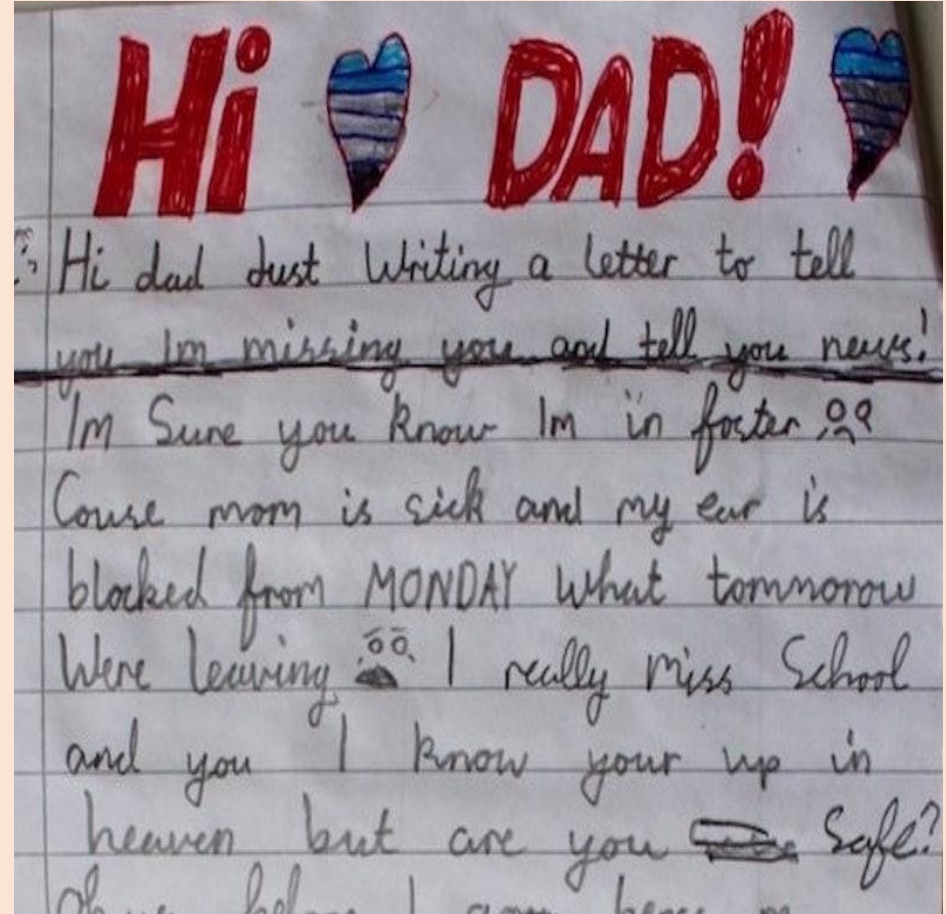 Hi DAD!
Hi dad Just Writing a letter to tell
you Im missing you and tell you news!
Im Sure you know Im in foster
Couse mom is sick and my ear is
blocked from MONDAY What tommorow
Were leaving I really miss School
and you I know your up in
heaven but are you Safe?
I